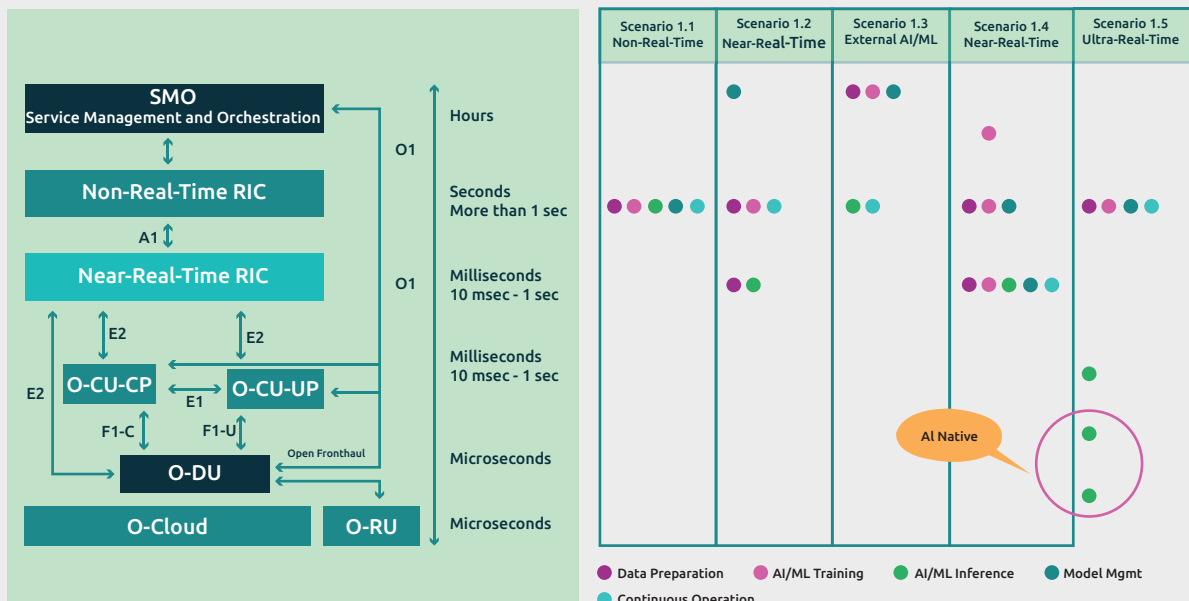 SMO
Service Management and Orchestration
Non-Real-Time RIC
A1
Near-Real-Time RIC
E2
E2
O-CU-CP
O-CU-UP
E2
E1
F1-C
F1-U
Open Fronthaul
O-DU
O-Cloud
O-RU
O1
O1
Hours
Seconds
More than 1 sec
Milliseconds
10 msec - 1 sec
Milliseconds
10 msec - 1 sec
Microseconds
Microseconds
Scenario 1.1
Non-Real-Time
Scenario 1.2
Near-Real-Time
Scenario 1.3
External AI/ML
Scenario 1.4
Near-Real-Time
Scenario 1.5
Ultra-Real-Time
AI Native
Data Preparation
AI/ML Training
AI/ML Inference
Model Mgmt
Continuous Operation